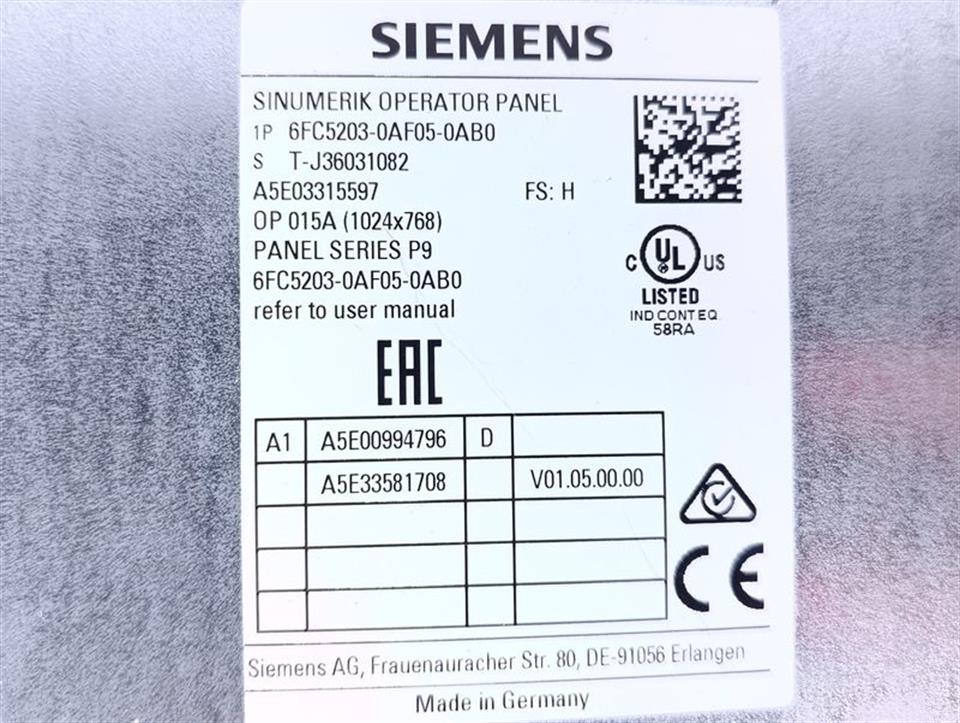 SIEMENS
SINUMERIK OPERATOR PANEL
1P 6FC5203-0AF05-0AB0
S T-J36031082
A5E03315597 FS: H
OP 015A (1024x768)
PANEL SERIES P9
6FC5203-0AF05-0AB0
refer to user manual
C UL US
LISTED
IND CONT EQ
58RA
EAC
A1 A5E00994796 D
A5E33581708 V01.05.00.00
CE
Siemens AG, Frauenauracher Str. 80, DE-91056 Erlangen
Made in Germany